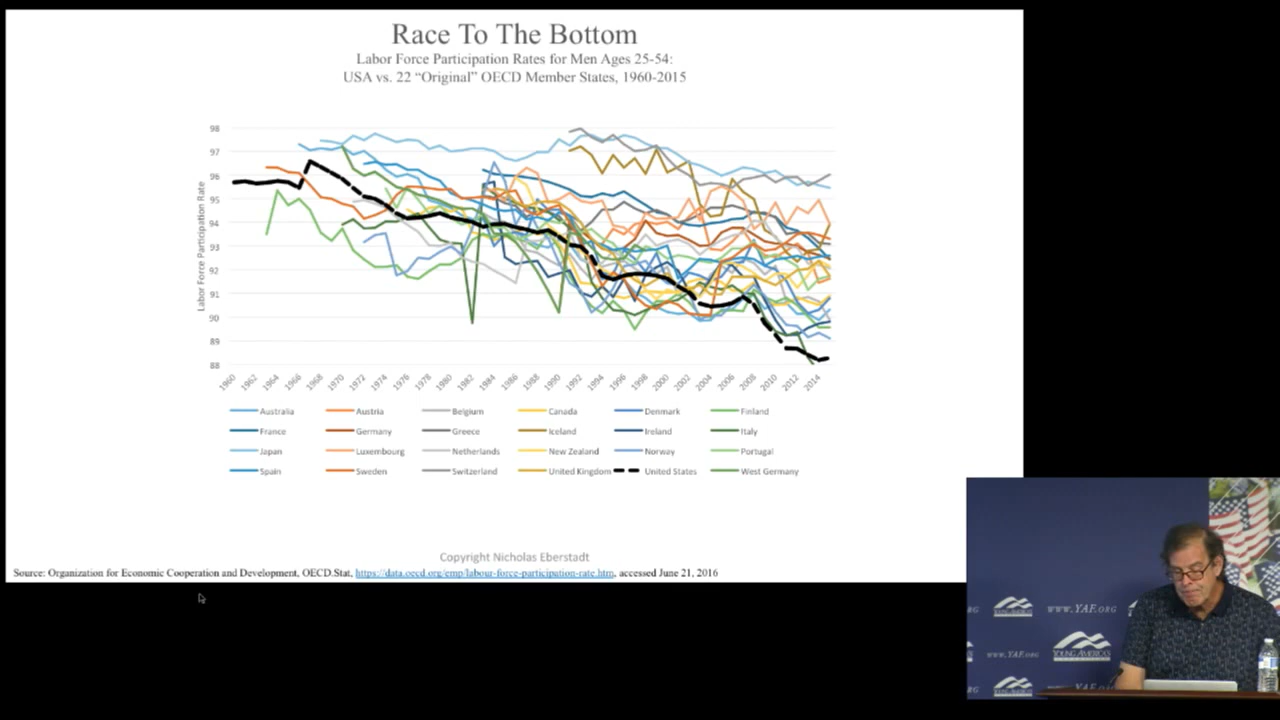 Race To The Bottom
Labor Force Participation Rates for Men Ages 25-54:
USA vs. 22 “Original” OECD Member States, 1960-2015
Labor Force Participation Rate
98
97
96
95
94
93
92
91
90
89
88
1960 1962 1964 1966 1968 1970 1972 1974 1976 1978 1980 1982 1984 1986 1988 1990 1992 1994 1996 1998 2000 2002 2004 2006 2008 2010 2012 2014
Australia Austria Belgium Canada Denmark Finland
France Germany Greece Iceland Ireland Italy
Japan Luxembourg Netherlands New Zealand Norway Portugal
Spain Sweden Switzerland United Kingdom United States West Germany
Copyright Nicholas Eberstadt
Source: Organization for Economic Cooperation and Development, OECD.Stat, https://data.oecd.org/emp/labour-force-participation-rate.htm, accessed June 21, 2016
RG
WWW.YAF.ORG
WWW.YAF.ORG
YOUNG AMERICA'S